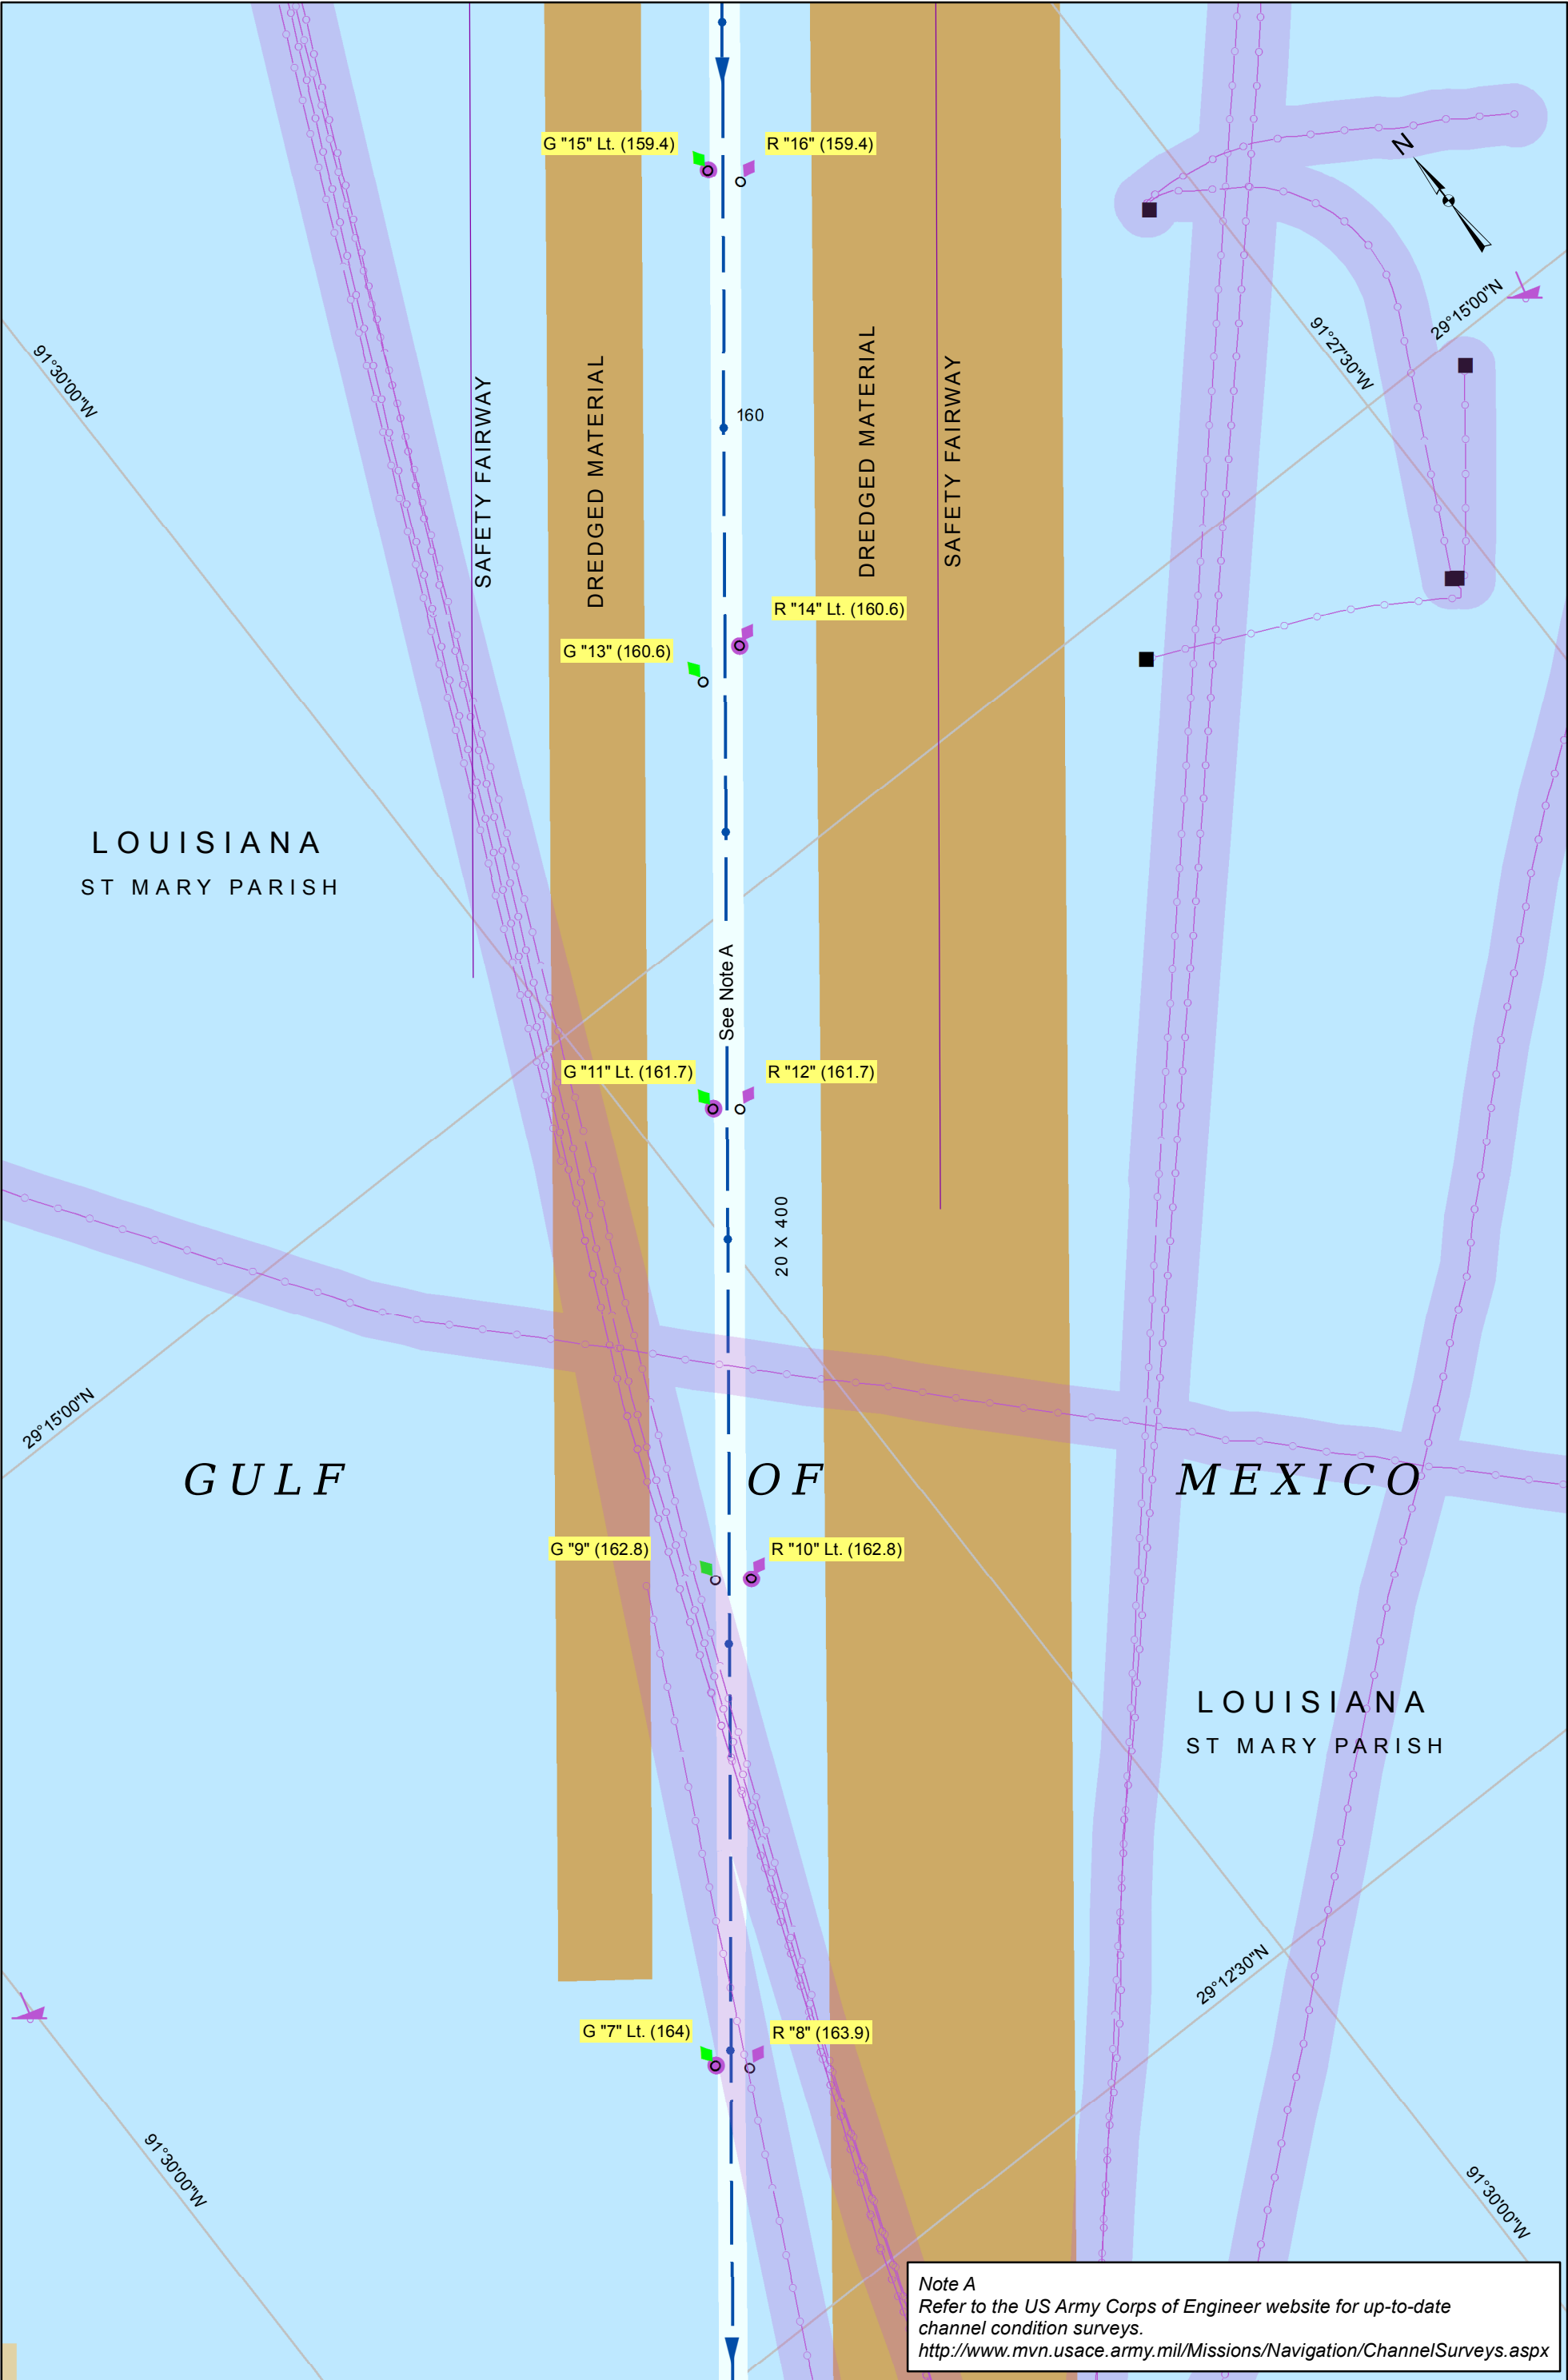 G "15" Lt. (159.4)
R "16" (159.4)
N
29°15'00"N
91°27'30"W
91°30'00"W
SAFETY FAIRWAY
DREDGED MATERIAL
160
DREDGED MATERIAL
SAFETY FAIRWAY
R "14" Lt. (160.6)
G "13" (160.6)
LOUISIANA
ST MARY PARISH
See Note A
G "11" Lt. (161.7)
R "12" (161.7)
20 X 400
29°15'00"N
GULF OF MEXICO
G "9" (162.8)
R "10" Lt. (162.8)
LOUISIANA
ST MARY PARISH
29°12'30"N
G "7" Lt. (164)
R "8" (163.9)
91°30'00"W
91°30'00"W
Note A
Refer to the US Army Corps of Engineer website for up-to-date
channel condition surveys.
http://www.mvn.usace.army.mil/Missions/Navigation/ChannelSurveys.aspx